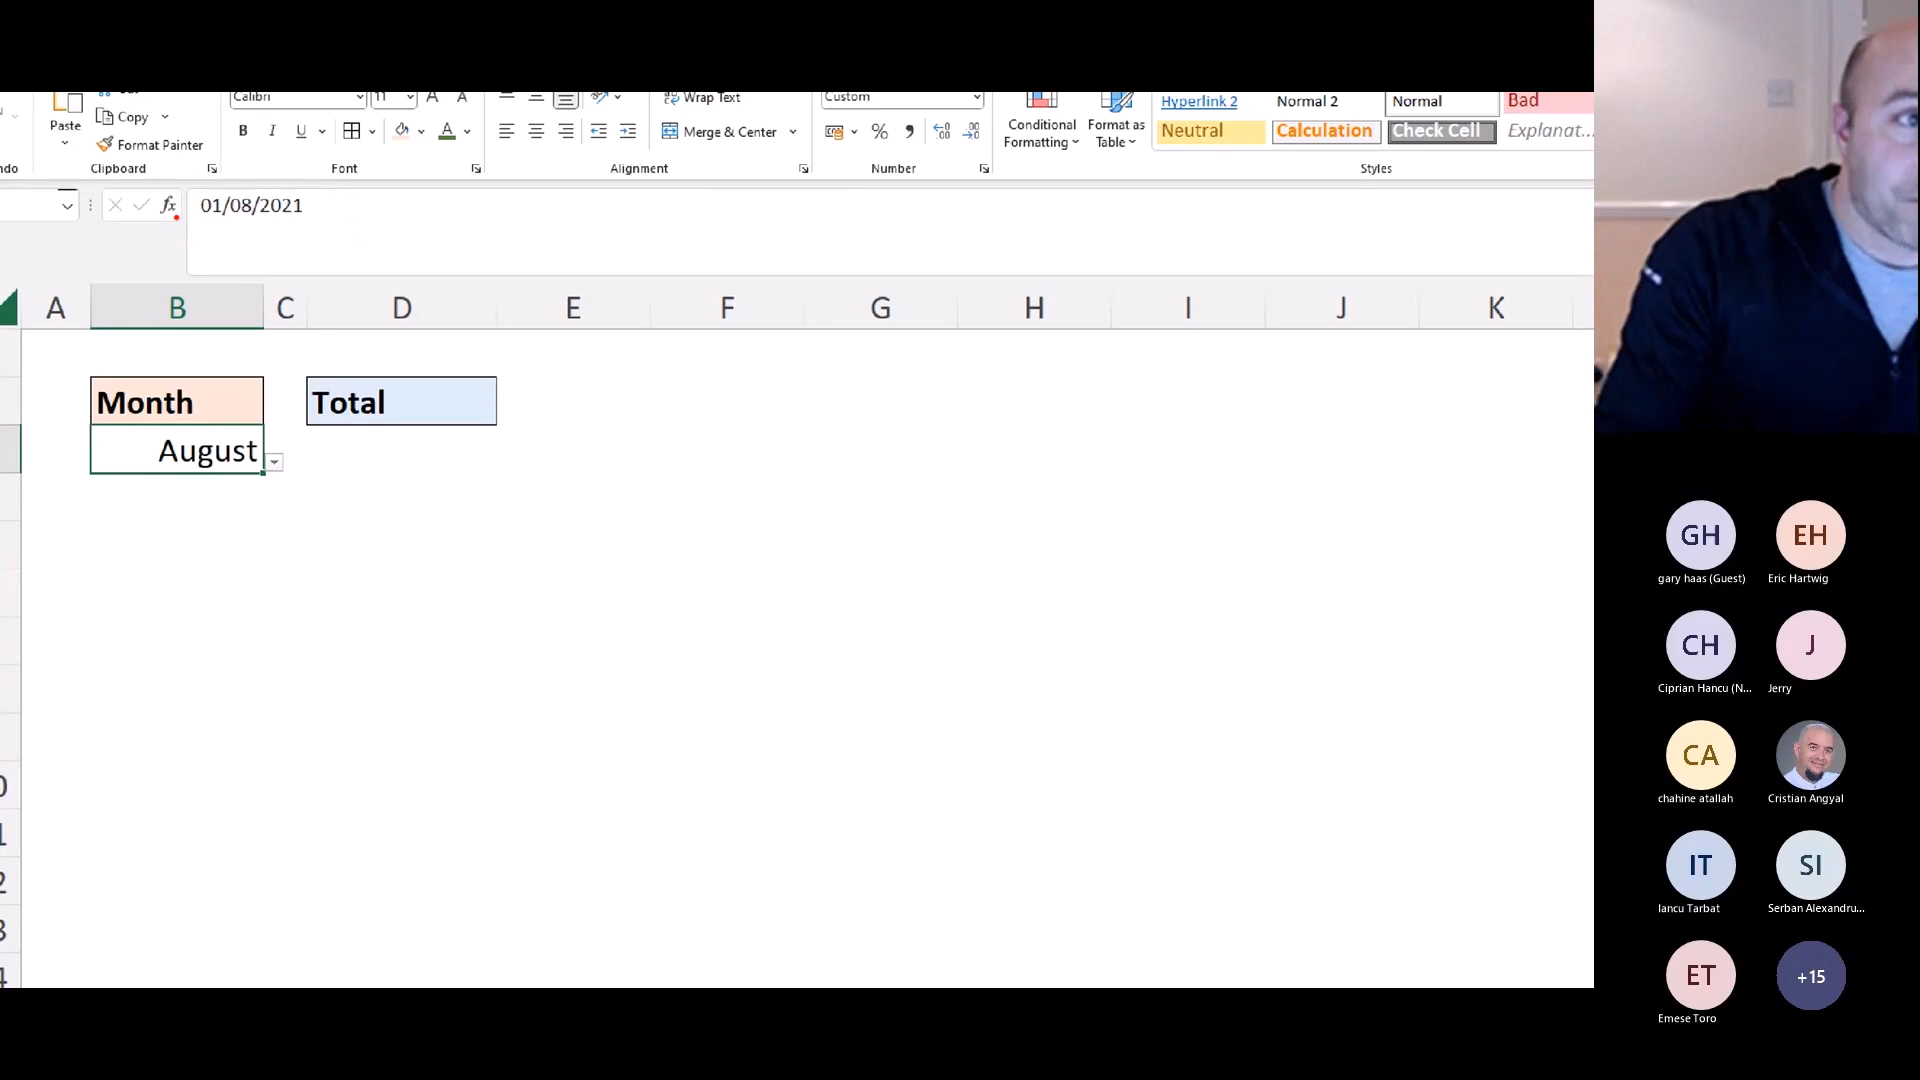 Calibri 11 A A Wrap Text Custom Hyperlink 2 Normal 2 Normal Bad
Paste Copy B I U A Merge & Center % Conditional Formatting Format as Table Neutral Calculation Check Cell Explanat...
Format Painter
Clipboard Font Alignment Number Styles
fx 01/08/2021
A B C D E F G H I J K
Month Total
August
GH EH
gary haas (Guest) Eric Hartwig
CH J
Ciprian Hancu (N... Jerry
CA
chahine atallah Cristian Angyal
IT SI
Iancu Tarbat Serban Alexandru...
ET +15
Emese Toro